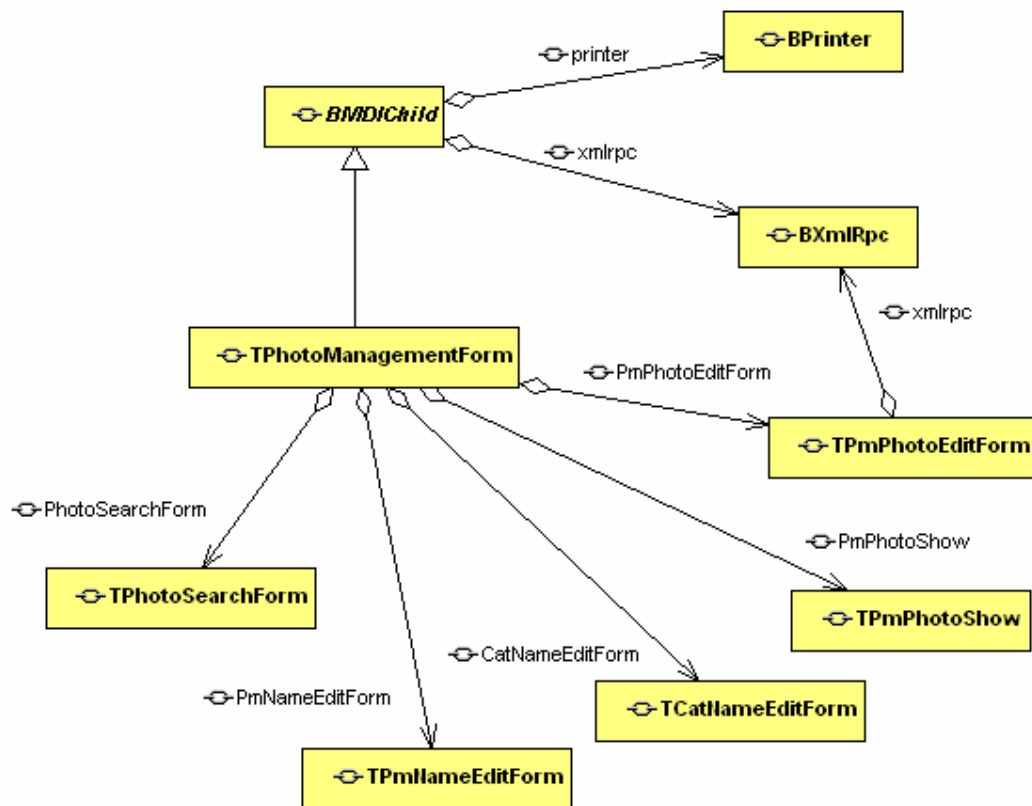 BPrinter
printer
BMDIChild
xmlrpc
BXmlRpc
xmlrpc
TPhotoManagementForm
PmPhotoEditForm
TPmPhotoEditForm
PhotoSearchForm
PmPhotoShow
TPhotoSearchForm
TPmPhotoShow
CatNameEditForm
PmNameEditForm
TCatNameEditForm
TPmNameEditForm